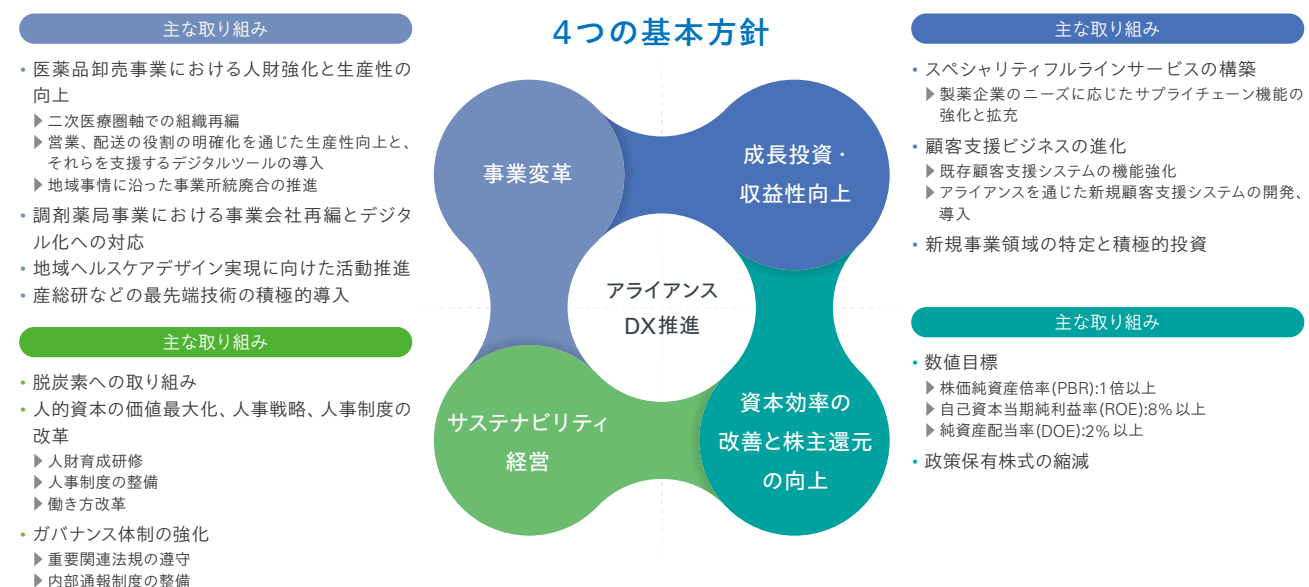 4つの基本方針
主な取り組み
• 医薬品卸売事業における人財強化と生産性の
向上
▶ 二次医療圏軸での組織再編
▶ 営業、配送の役割の明確化を通じた生産性向上と、
それらを支援するデジタルツールの導入
▶ 地域事情に沿った事業所統廃合の推進
• 調剤薬局事業における事業会社再編とデジタ
ル化への対応
• 地域ヘルスケアデザイン実現に向けた活動推進
• 産総研などの最先端技術の積極的導入
主な取り組み
• 脱炭素への取り組み
• 人的資本の価値最大化、人事戦略、人事制度の
改革
▶ 人財育成研修
▶ 人事制度の整備
▶ 働き方改革
• ガバナンス体制の強化
▶ 重要関連法規の遵守
▶ 内部通報制度の整備
事業変革
成長投資・
収益性向上
アライアンス
DX推進
サステナビリティ
経営
資本効率の
改善と株主還元
の向上
主な取り組み
• スペシャリティフルラインサービスの構築
▶ 製薬企業のニーズに応じたサプライチェーン機能の
強化と拡充
• 顧客支援ビジネスの進化
▶ 既存顧客支援システムの機能強化
▶ アライアンスを通じた新規顧客支援システムの開発、
導入
• 新規事業領域の特定と積極的投資
主な取り組み
• 数値目標
▶ 株価純資産倍率(PBR):1倍以上
▶ 自己資本当期純利益率(ROE):8%以上
▶ 純資産配当率(DOE):2%以上
• 政策保有株式の縮減